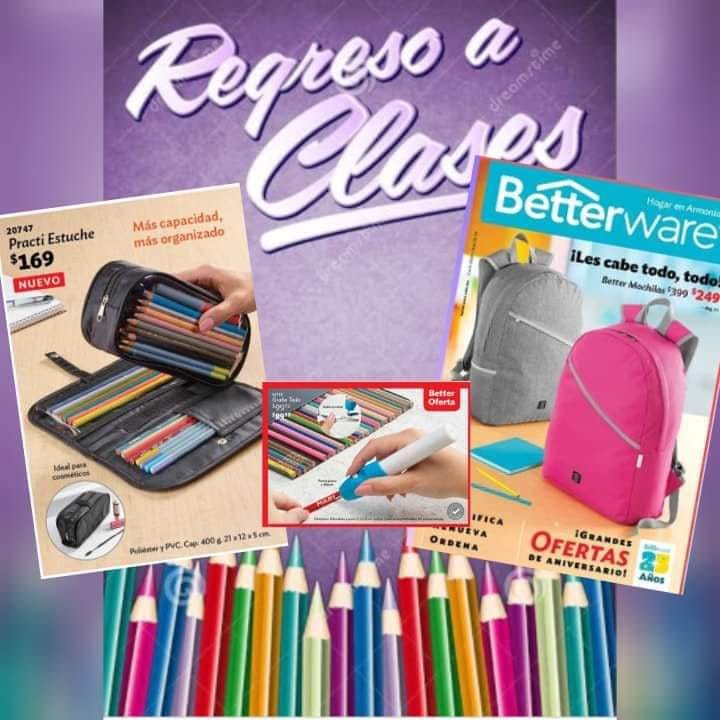 Regreso a
Clases
20747
Practi Estuche
$169
NUEVO
Más capacidad,
más organizado
Ideal para
cosméticos
Poliéster y PVC. Cap: 400 g. 21 x 12 x 5 cm.
Better
Oferta
Betterware
Hogar en Armonía
¡Les cabe todo, todo!
Better Mochilas $399 $249
ORDENA
¡GRANDES
OFERTAS
DE ANIVERSARIO!
25
AÑOS
dreamstime